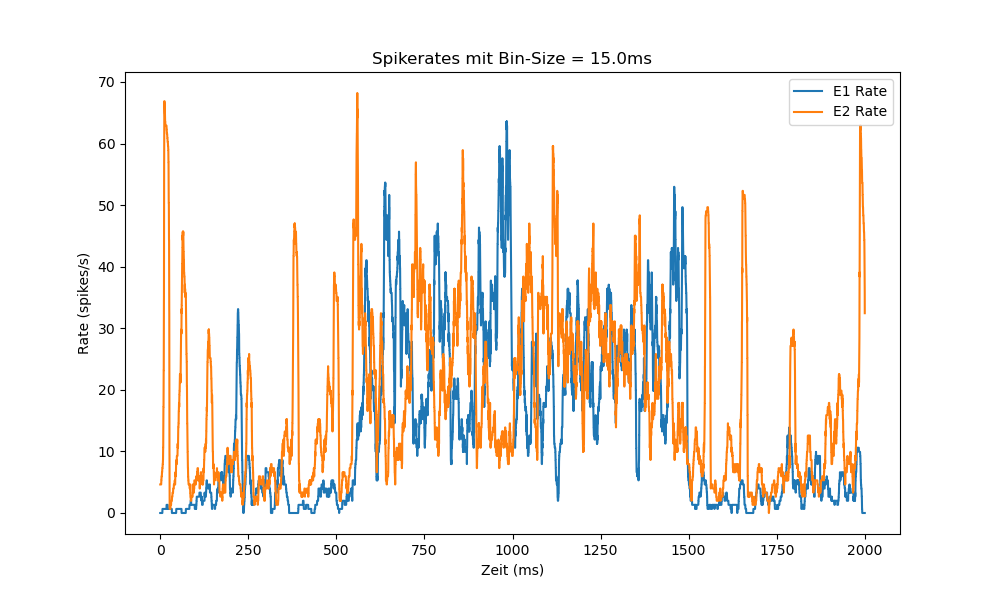 Spikerates mit Bin-Size = 15.0ms
E1 Rate
E2 Rate
Rate (spikes/s)
70
60
50
40
30
20
10
0
0 250 500 750 1000 1250 1500 1750 2000
Zeit (ms)